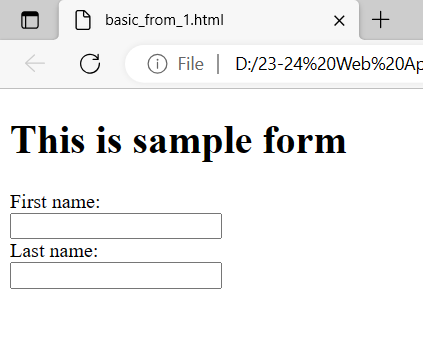 basic_from_1.html
File | D:/23-24%20Web%20Ap
This is sample form
First name:
Last name: